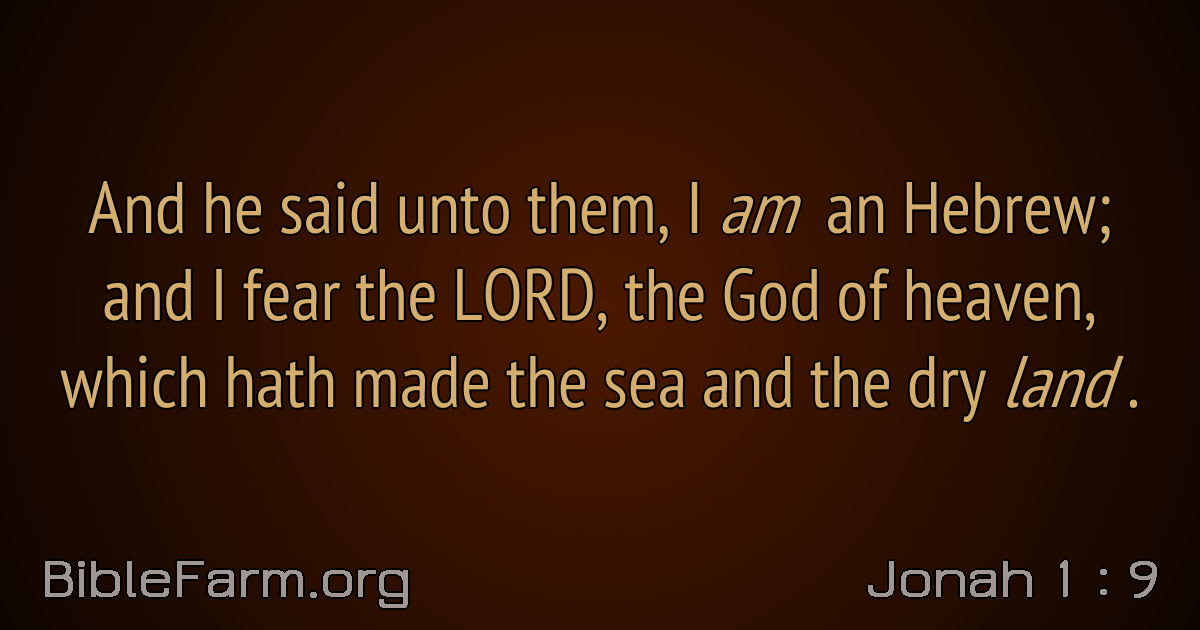 And he said unto them, I am an Hebrew;
and I fear the LORD, the God of heaven,
which hath made the sea and the dry land .
BibleFarm.org
Jonah 1 : 9